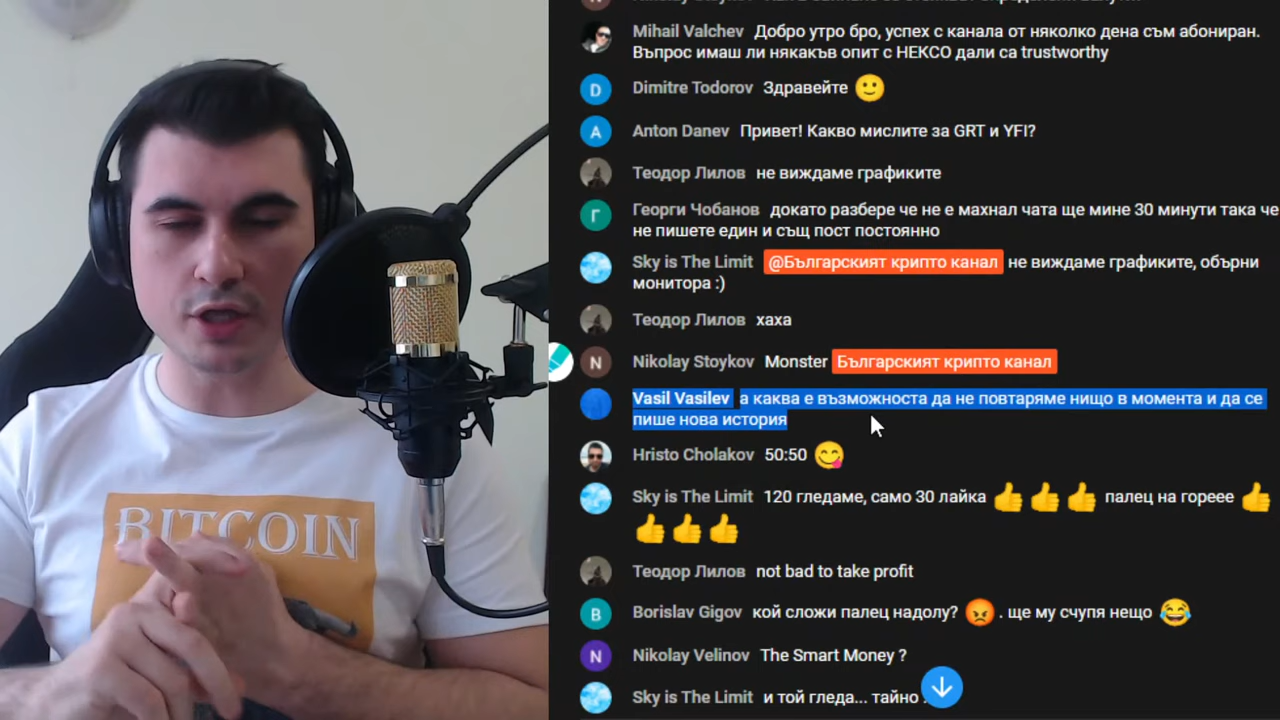 BITCOIN
Mihail Valchev Добро утро бро, успех с канала от няколко дена съм абониран.
Въпрос имаш ли някакъв опит с НЕКСО дали са trustworthy
D Dimitre Todorov Здравейте 🙂
A Anton Danev Привет! Какво мислите за GRT и YFI?
Теодор Лилов не виждаме графиките
Г Георги Чобанов докато разбере че не е махнал чата ще мине 30 минути така че
не пишете един и същ пост постоянно
Sky is The Limit @Българският крипто канал не виждаме графиките, обърни
монитора :)
Теодор Лилов хаха
N Nikolay Stoykov Monster Българският крипто канал
Vasil Vasilev а каква е възможноста да не повтаряме нищо в момента и да се
пише нова история
Hristo Cholakov 50:50 😋
Sky is The Limit 120 гледаме, само 30 лайка 👍👍👍 палец на гореее 👍
👍👍👍
Теодор Лилов not bad to take profit
B Borislav Gigov кой сложи палец надолу? 😡 . ще му счупя нещо 😂
N Nikolay Velinov The Smart Money ?
Sky is The Limit и той гледа... тайно